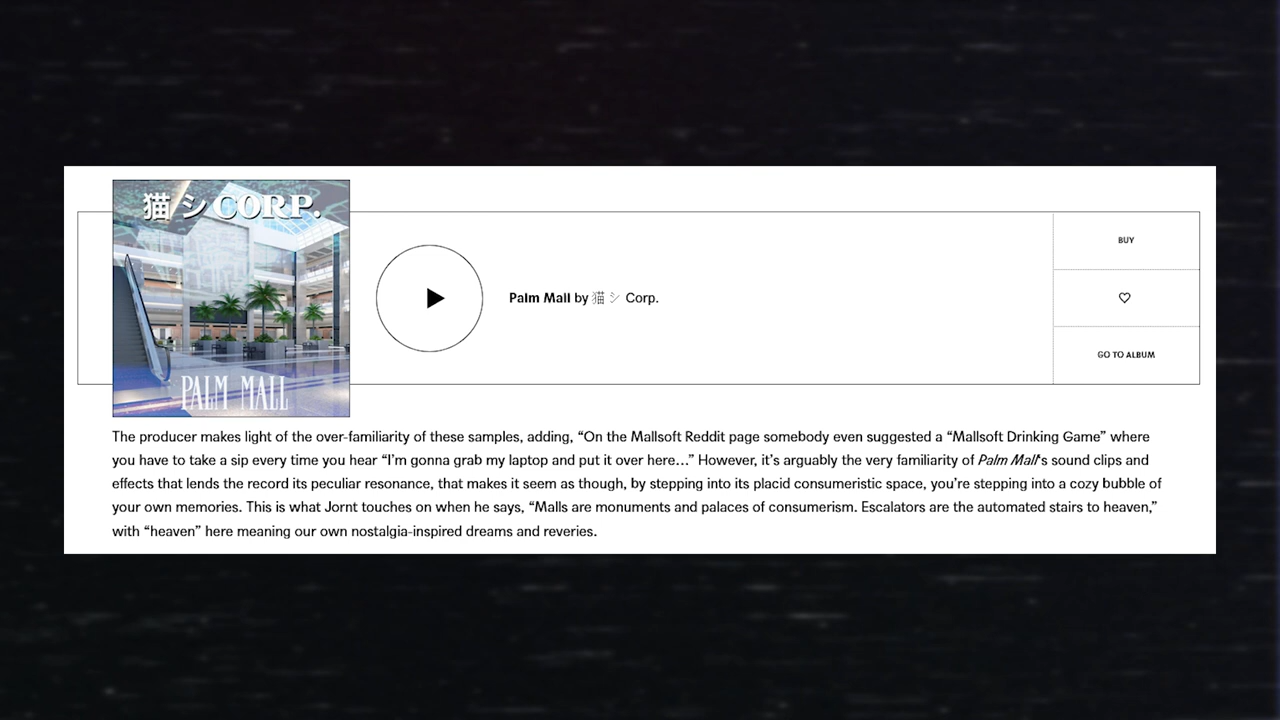 猫 シ CORP.
PALM MALL
Palm Mall by 猫 シ Corp.
BUY
GO TO ALBUM
The producer makes light of the over-familiarity of these samples, adding, “On the Mallsoft Reddit page somebody even suggested a “Mallsoft Drinking Game” where
you have to take a sip every time you hear “I’m gonna grab my laptop and put it over here...” However, it’s arguably the very familiarity of Palm Mall‘s sound clips and
effects that lends the record its peculiar resonance, that makes it seem as though, by stepping into its placid consumeristic space, you’re stepping into a cozy bubble of
your own memories. This is what Jornt touches on when he says, “Malls are monuments and palaces of consumerism. Escalators are the automated stairs to heaven,”
with “heaven” here meaning our own nostalgia-inspired dreams and reveries.